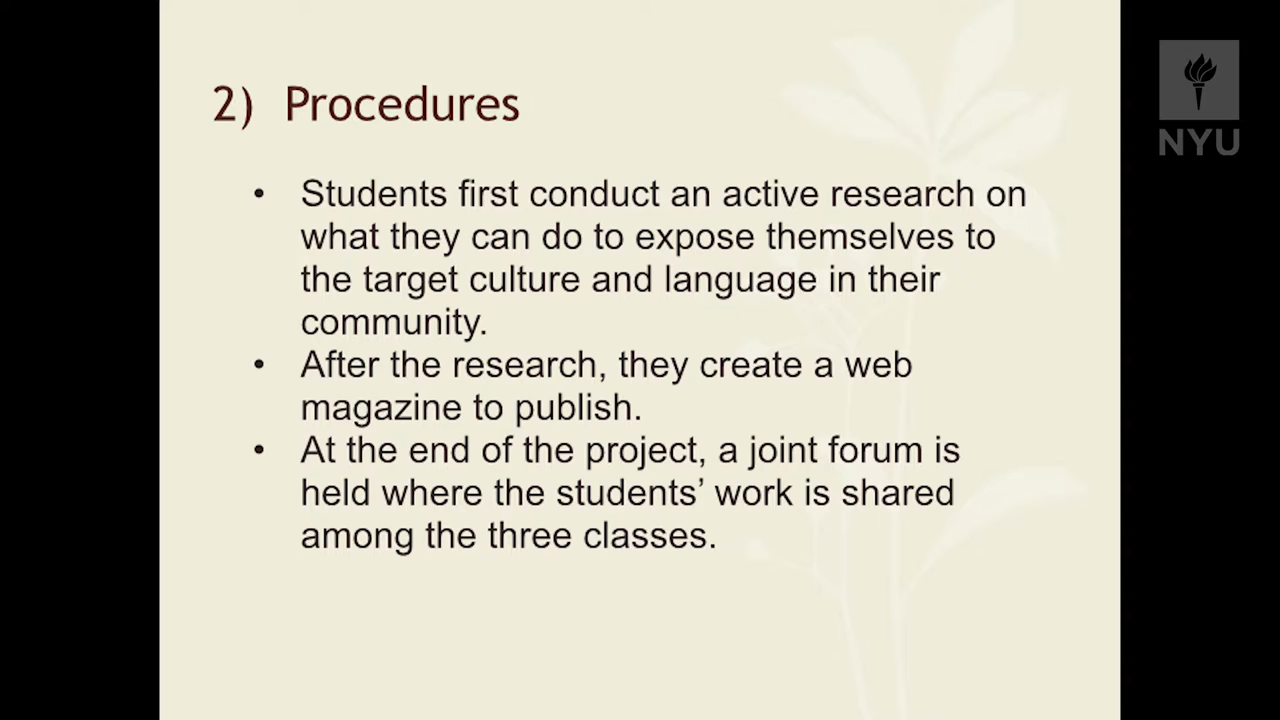 2) Procedures
• Students first conduct an active research on
what they can do to expose themselves to
the target culture and language in their
community.
• After the research, they create a web
magazine to publish.
• At the end of the project, a joint forum is
held where the students’ work is shared
among the three classes.
NYU